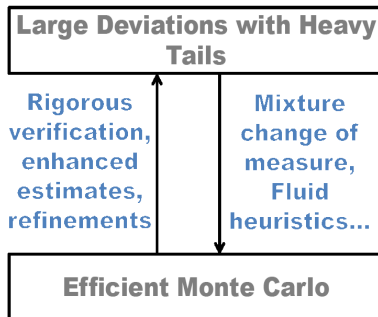 Large Deviations with Heavy
Tails
Rigorous
verification,
enhanced
estimates,
refinements
Mixture
change of
measure,
Fluid
heuristics...
Efficient Monte Carlo